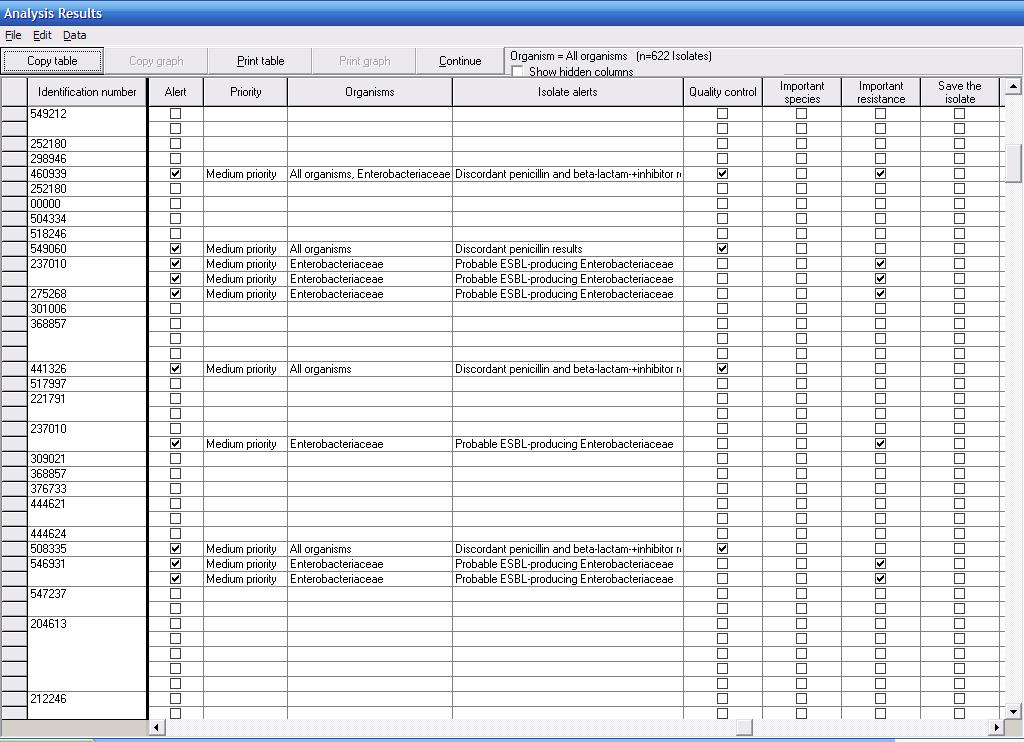 Analysis Results
File Edit Data
Copy table Copy graph Print table Print graph Continue Organism = All organisms (n=622 Isolates)
Show hidden columns
Identification number Alert Priority Organisms Isolate alerts Quality control Important species Important resistance Save the isolate
549212
252180
298946
460939 Medium priority All organisms, Enterobacteriaceae Discordant penicillin and beta-lactam-+inhibitor r
252180
00000
504334
518246
549060 Medium priority All organisms Discordant penicillin results
237010 Medium priority Enterobacteriaceae Probable ESBL-producing Enterobacteriaceae
Medium priority Enterobacteriaceae Probable ESBL-producing Enterobacteriaceae
275268 Medium priority Enterobacteriaceae Probable ESBL-producing Enterobacteriaceae
301006
368857
441326 Medium priority All organisms Discordant penicillin and beta-lactam-+inhibitor r
517997
221791
237010
Medium priority Enterobacteriaceae Probable ESBL-producing Enterobacteriaceae
309021
368857
376733
444621
444624
508335 Medium priority All organisms Discordant penicillin and beta-lactam-+inhibitor r
546931 Medium priority Enterobacteriaceae Probable ESBL-producing Enterobacteriaceae
Medium priority Enterobacteriaceae Probable ESBL-producing Enterobacteriaceae
547237
204613
212246